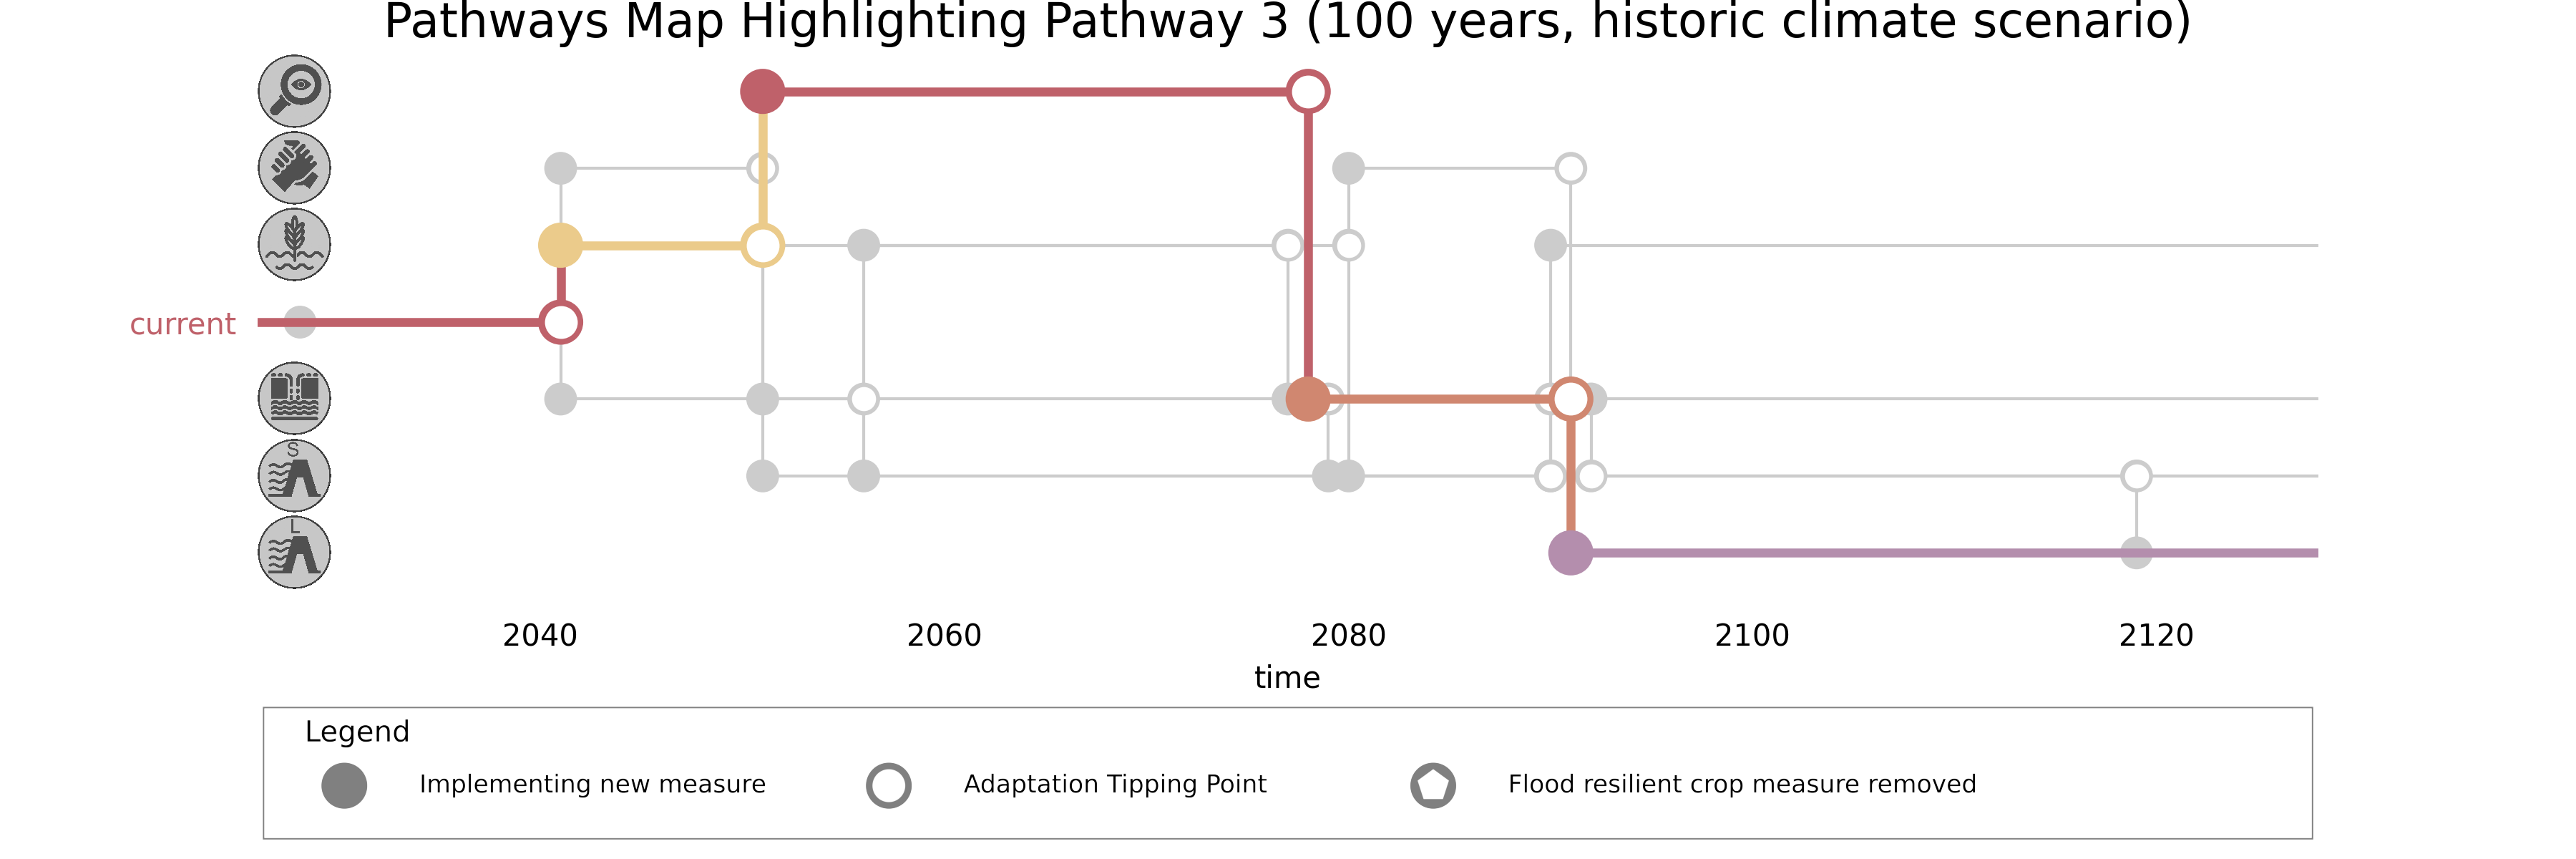 Pathways Map Highlighting Pathway 3 (100 years, historic climate scenario)
current
S
L
2040 2060 2080 2100 2120
time
Legend
Implementing new measure Adaptation Tipping Point Flood resilient crop measure removed